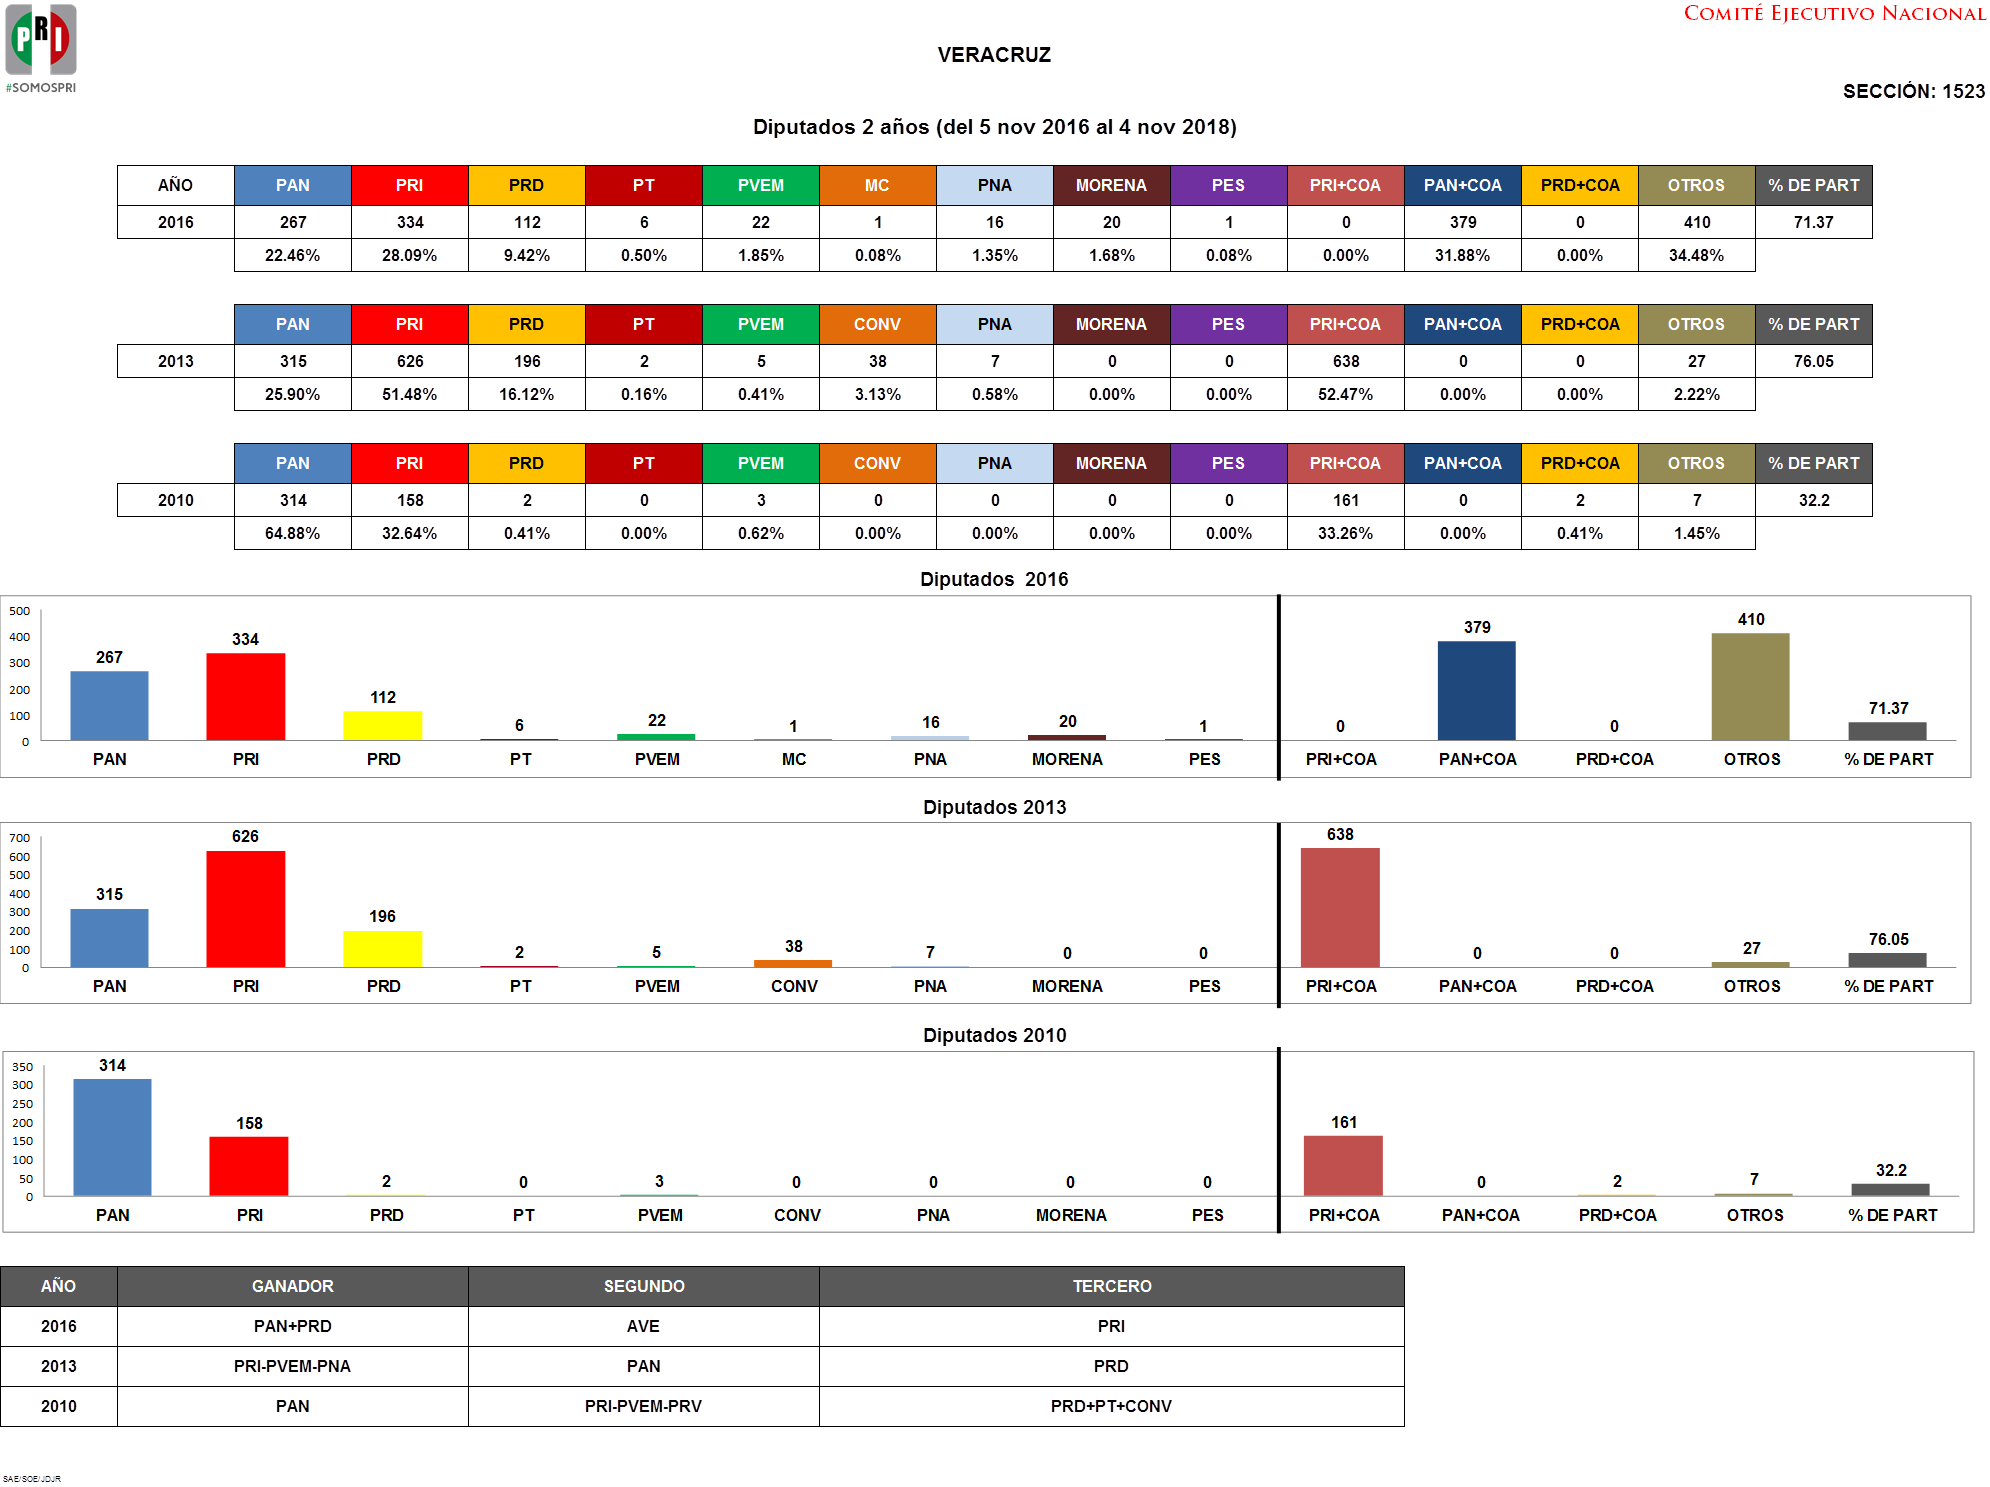 PRI
#SOMOSPRI
COMITÉ EJECUTIVO NACIONAL
VERACRUZ
SECCIÓN: 1523
Diputados 2 años (del 5 nov 2016 al 4 nov 2018)
AÑO PAN PRI PRD PT PVEM MC PNA MORENA PES PRI+COA PAN+COA PRD+COA OTROS % DE PART
2016 267 334 112 6 22 1 16 20 1 0 379 0 410 71.37
22.46% 28.09% 9.42% 0.50% 1.85% 0.08% 1.35% 1.68% 0.08% 0.00% 31.88% 0.00% 34.48%
PAN PRI PRD PT PVEM CONV PNA MORENA PES PRI+COA PAN+COA PRD+COA OTROS % DE PART
2013 315 626 196 2 5 38 7 0 0 638 0 0 27 76.05
25.90% 51.48% 16.12% 0.16% 0.41% 3.13% 0.58% 0.00% 0.00% 52.47% 0.00% 0.00% 2.22%
PAN PRI PRD PT PVEM CONV PNA MORENA PES PRI+COA PAN+COA PRD+COA OTROS % DE PART
2010 314 158 2 0 3 0 0 0 0 161 0 2 7 32.2
64.88% 32.64% 0.41% 0.00% 0.62% 0.00% 0.00% 0.00% 0.00% 33.26% 0.00% 0.41% 1.45%
Diputados 2016
500
400
300
200
100
0
267 334 112 6 22 1 16 20 1 0 379 0 410 71.37
PAN PRI PRD PT PVEM MC PNA MORENA PES PRI+COA PAN+COA PRD+COA OTROS % DE PART
Diputados 2013
700
600
500
400
300
200
100
0
315 626 196 2 5 38 7 0 0 638 0 0 27 76.05
PAN PRI PRD PT PVEM CONV PNA MORENA PES PRI+COA PAN+COA PRD+COA OTROS % DE PART
Diputados 2010
350
300
250
200
150
100
50
0
314 158 2 0 3 0 0 0 0 161 0 2 7 32.2
PAN PRI PRD PT PVEM CONV PNA MORENA PES PRI+COA PAN+COA PRD+COA OTROS % DE PART
AÑO GANADOR SEGUNDO TERCERO
2016 PAN+PRD AVE PRI
2013 PRI-PVEM-PNA PAN PRD
2010 PAN PRI-PVEM-PRV PRD+PT+CONV
SAE/SOE/JDJR